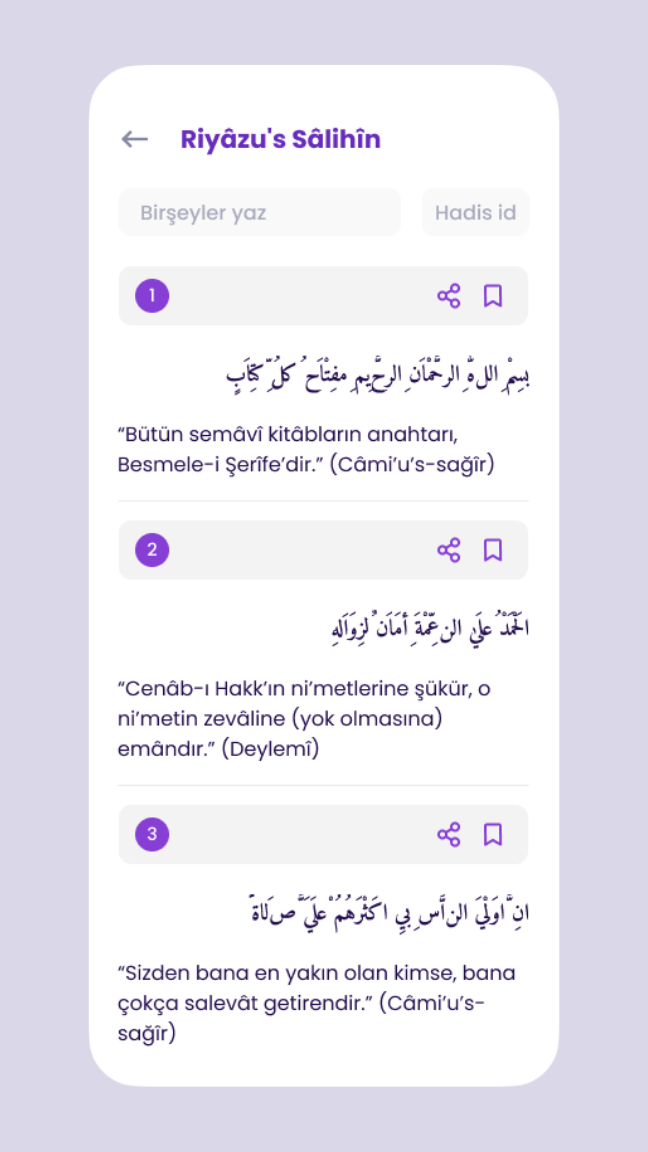 Riyâzu's Sâlihîn
Birşeyler yaz
Hadis id
1
بِسْمِ اللهِ الرَّحْمَانِ الرَّحِيمِ مِفْتَاحُ كُلِّ كِتَابٍ
“Bütün semâvî kitâbların anahtarı,
Besmele-i Şerîfe’dir.” (Câmi’u’s-sağîr)
2
اَلْحَمْدُ عَلَى النِّعْمَةِ أَمَانٌ لِزَوَالِهَا
“Cenâb-ı Hakk’ın ni’metlerine şükür, o
ni’metin zevâline (yok olmasına)
emândır.” (Deylemî)
3
اِنَّ اَوْلَى النَّاسِ بِي اَكْثَرُهُمْ عَلَيَّ صَلَاةً
“Sizden bana en yakın olan kimse, bana
çokça salevât getirendir.” (Câmi’u’s-
sağîr)